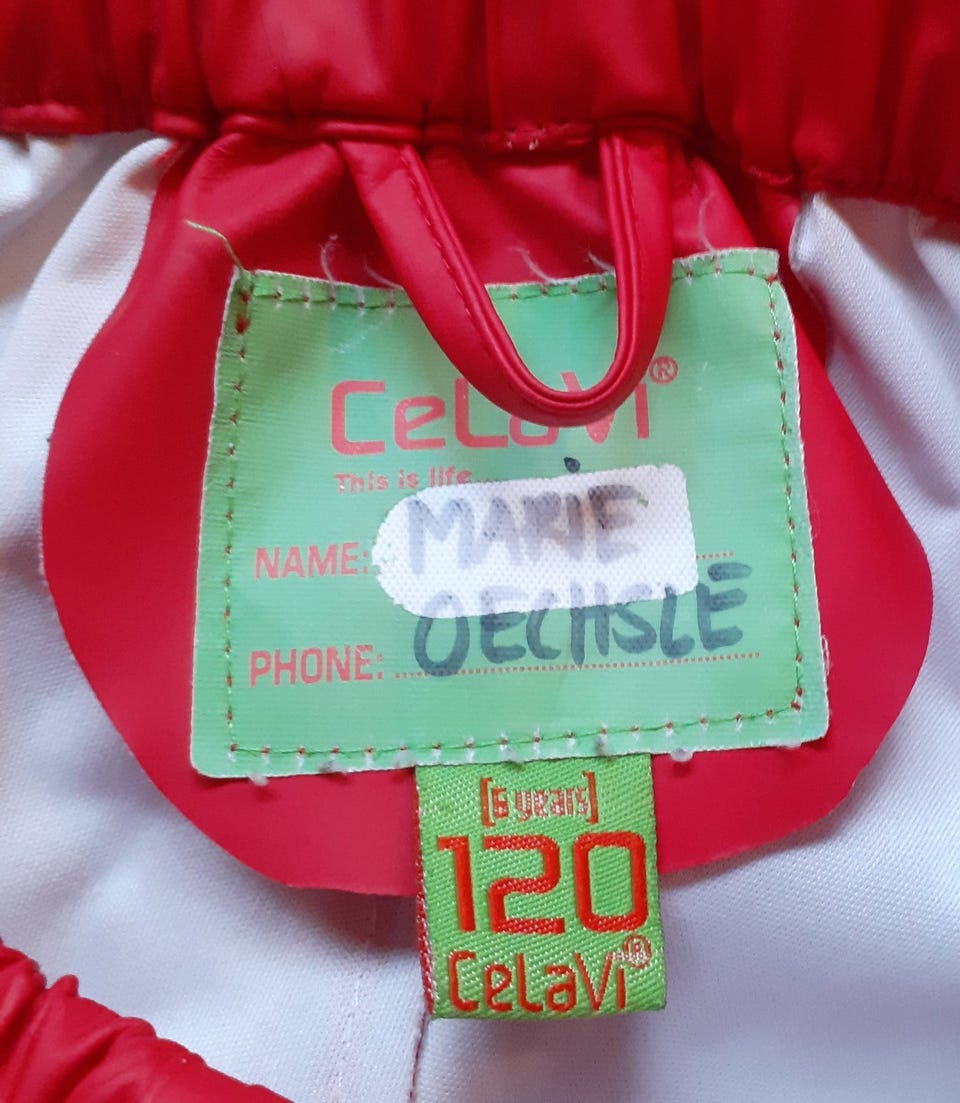 CeLaVi®
This is life...
NAME: MARIE
PHONE: OECHSLE
[6 years]
120
CeLaVi®